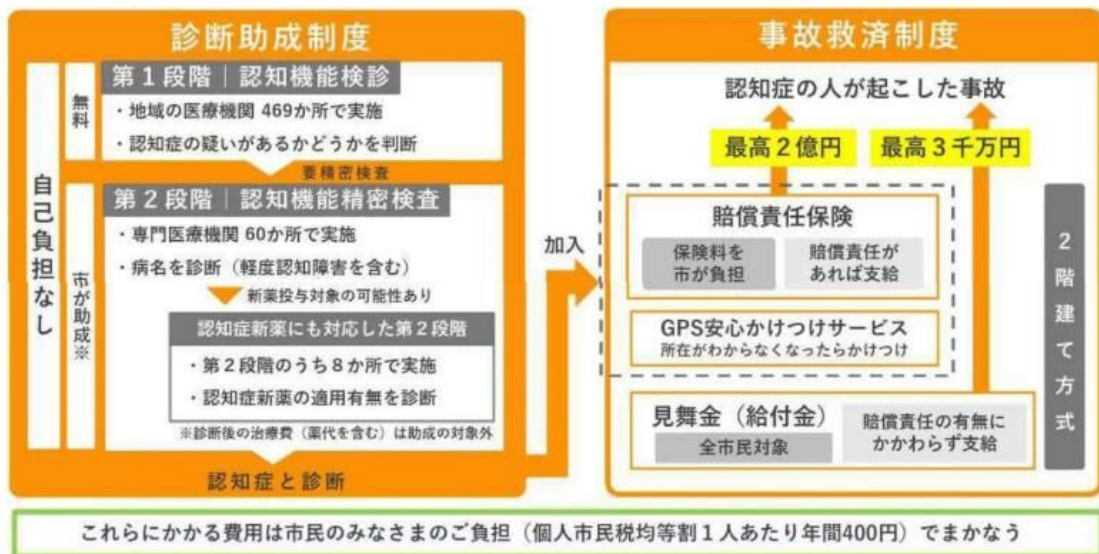 診断助成制度
自己負担なし
無料
第１段階｜認知機能検診
・地域の医療機関 469か所で実施
・認知症の疑いがあるかどうかを判断
要精密検査
市が助成※
第２段階｜認知機能精密検査
・専門医療機関 60か所で実施
・病名を診断（軽度認知障害を含む）
新薬投与対象の可能性あり
認知症新薬にも対応した第２段階
・第２段階のうち８か所で実施
・認知症新薬の適用有無を診断
※診断後の治療費（薬代を含む）は助成の対象外
認知症と診断
加入
事故救済制度
認知症の人が起こした事故
最高２億円
最高３千万円
賠償責任保険
保険料を
市が負担
賠償責任が
あれば支給
GPS安心かけつけサービス
所在がわからなくなったらかけつけ
見舞金（給付金）
全市民対象
賠償責任の有無に
かかわらず支給
２階建て方式
これらにかかる費用は市民のみなさまのご負担（個人市民税均等割１人あたり年間400円）でまかなう